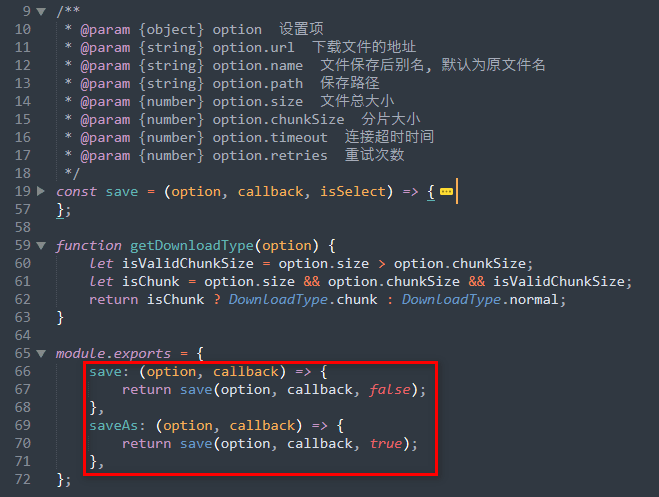 9 /**
10  * @param {object} option  设置项
11  * @param {string} option.url  下载文件的地址
12  * @param {string} option.name  文件保存后别名, 默认为原文件名
13  * @param {string} option.path  保存路径
14  * @param {number} option.size  文件总大小
15  * @param {number} option.chunkSize  分片大小
16  * @param {number} option.timeout  连接超时时间
17  * @param {number} option.retries  重试次数
18  */
19 const save = (option, callback, isSelect) => {
57 };
58
59 function getDownloadType(option) {
60     let isValidChunkSize = option.size > option.chunkSize;
61     let isChunk = option.size && option.chunkSize && isValidChunkSize;
62     return isChunk ? DownloadType.chunk : DownloadType.normal;
63 }
64
65 module.exports = {
66     save: (option, callback) => {
67         return save(option, callback, false);
68     },
69     saveAs: (option, callback) => {
70         return save(option, callback, true);
71     },
72 };